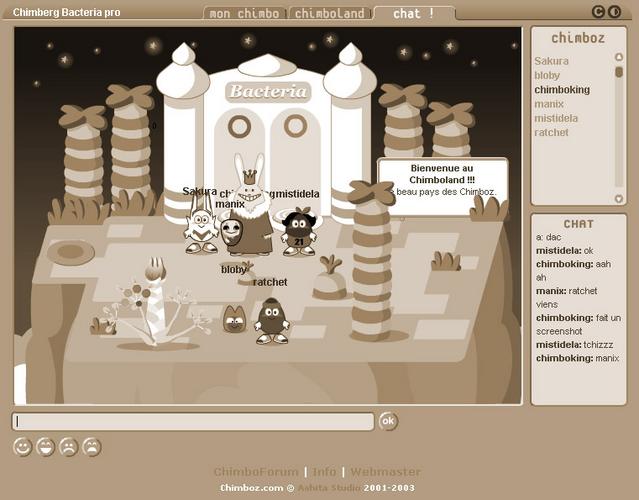 Chimberg Bacteria pro
mon chimbo
chimboland
chat !
Bacteria
Bienvenue au
Chimboland !!!
beau pays des Chimboz.
Sakura
mistidela
manix
21
bloby
ratchet
chimboz
Sakura
bloby
chimboking
manix
mistidela
ratchet
CHAT
a: dac
mistidela: ok
chimboking: aah
ah
manix: ratchet
viens
chimboking: fait un
screenshot
mistidela: tchizzz
chimboking: manix
ok
ChimboForum | Info | Webmaster
Chimboz.com © Ashita Studio 2001-2003